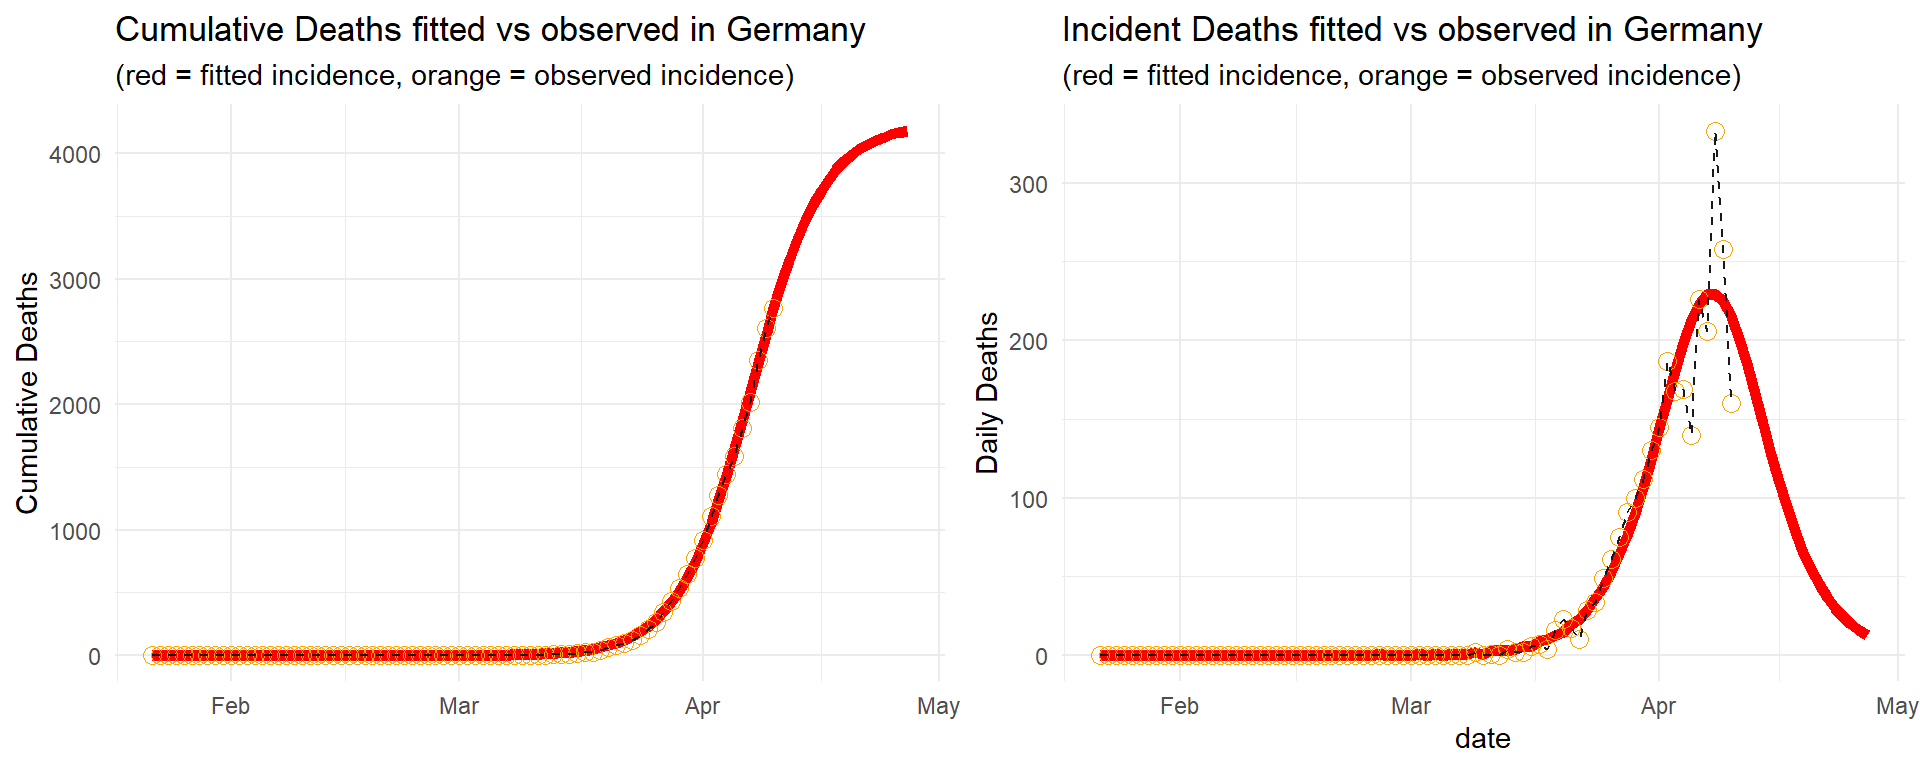 Cumulative Deaths fitted vs observed in Germany
(red = fitted incidence, orange = observed incidence)
Cumulative Deaths
4000
3000
2000
1000
0
Feb
Mar
Apr
May
Incident Deaths fitted vs observed in Germany
(red = fitted incidence, orange = observed incidence)
Daily Deaths
300
200
100
0
Feb
Mar
Apr
May
date